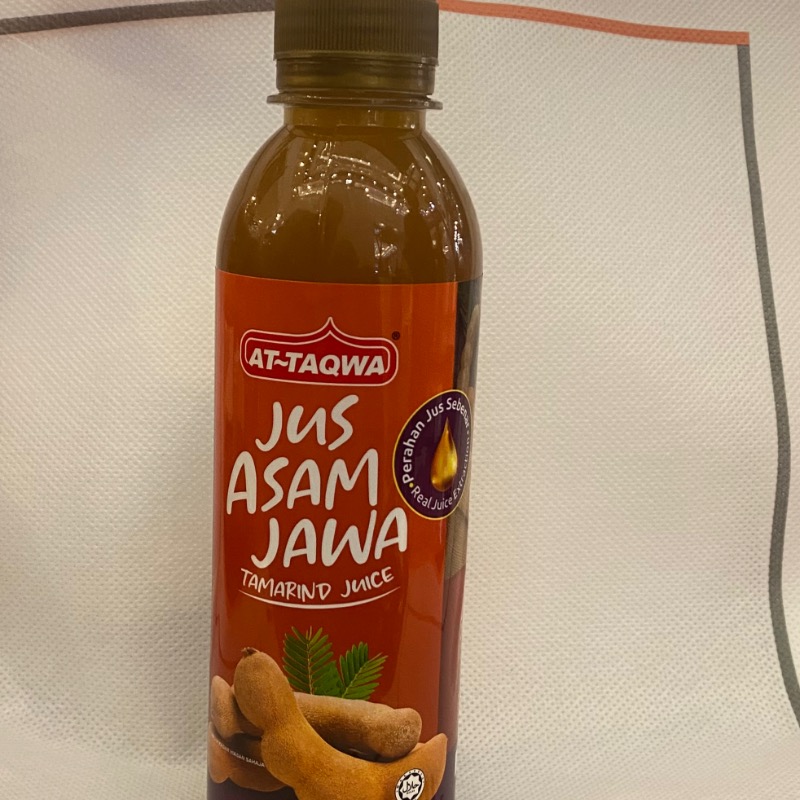 AT~TAQWA®
JUS
ASAM
JAWA
TAMARIND JUICE
Perahan Jus Sebenar
Real Juice Extraction